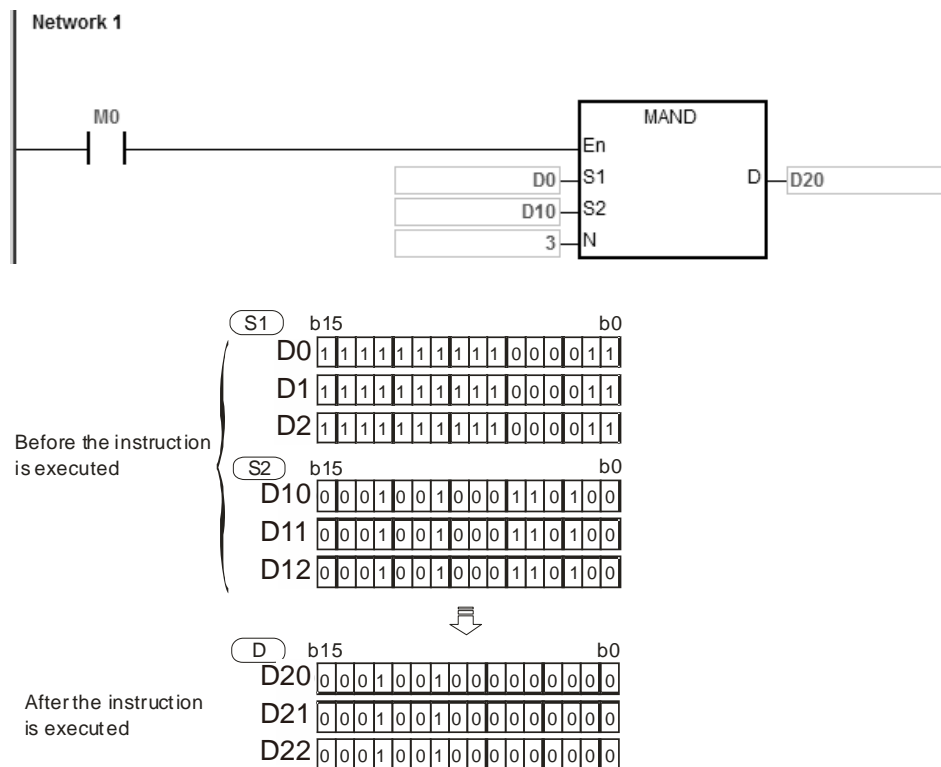 Network 1
M0
MAND
En
D0 S1 D D20
D10 S2
3 N
S1 b15 b0
D0 1 1 1 1 1 1 1 1 1 1 0 0 0 0 1 1
D1 1 1 1 1 1 1 1 1 1 1 0 0 0 0 1 1
D2 1 1 1 1 1 1 1 1 1 1 0 0 0 0 1 1
Before the instruction
is executed
S2 b15 b0
D10 0 0 0 1 0 0 1 0 0 0 1 1 0 1 0 0
D11 0 0 0 1 0 0 1 0 0 0 1 1 0 1 0 0
D12 0 0 0 1 0 0 1 0 0 0 1 1 0 1 0 0
D b15 b0
D20 0 0 0 1 0 0 1 0 0 0 0 0 0 0 0 0
After the instruction
is executed
D21 0 0 0 1 0 0 1 0 0 0 0 0 0 0 0 0
D22 0 0 0 1 0 0 1 0 0 0 0 0 0 0 0 0